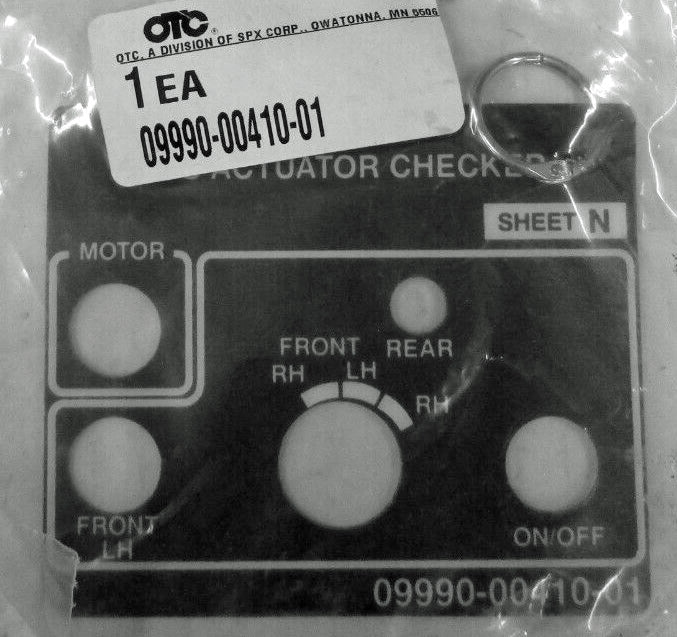 OTC®
OTC, A DIVISION OF SPX CORP., OWATONNA, MN
1 EA
09990-00410-01
ACTUATOR CHECKER
SHEET N
MOTOR
REAR
FRONT
RH LH RH
FRONT
LH
ON/OFF
09990-00410-01